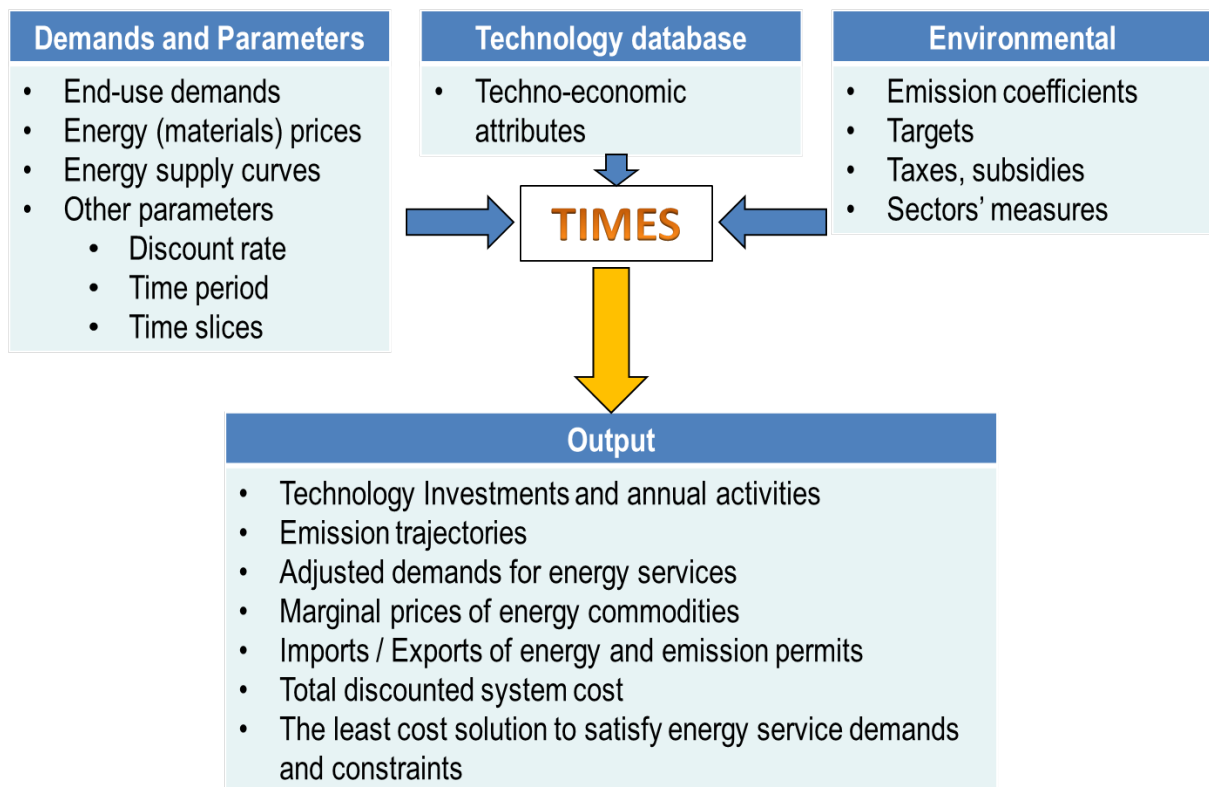 Demands and Parameters
• End-use demands
• Energy (materials) prices
• Energy supply curves
• Other parameters
• Discount rate
• Time period
• Time slices
Technology database
• Techno-economic
attributes
Environmental
• Emission coefficients
• Targets
• Taxes, subsidies
• Sectors’ measures
TIMES
Output
• Technology Investments and annual activities
• Emission trajectories
• Adjusted demands for energy services
• Marginal prices of energy commodities
• Imports / Exports of energy and emission permits
• Total discounted system cost
• The least cost solution to satisfy energy service demands
and constraints